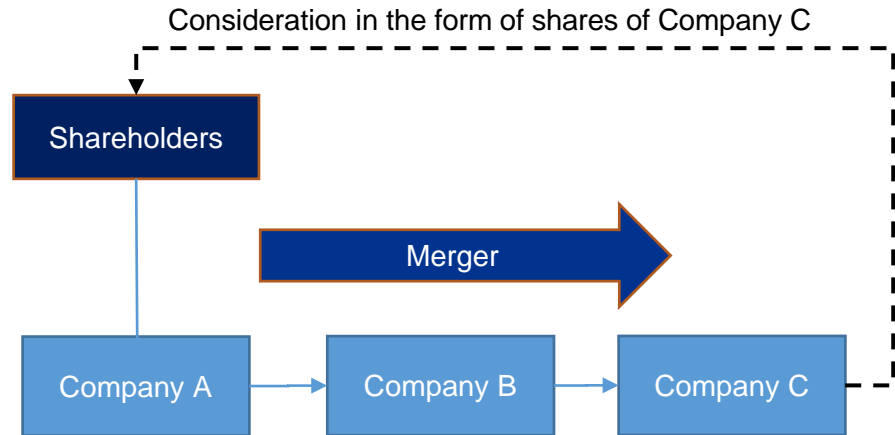 Consideration in the form of shares of Company C
Shareholders
Merger
Company A
Company B
Company C